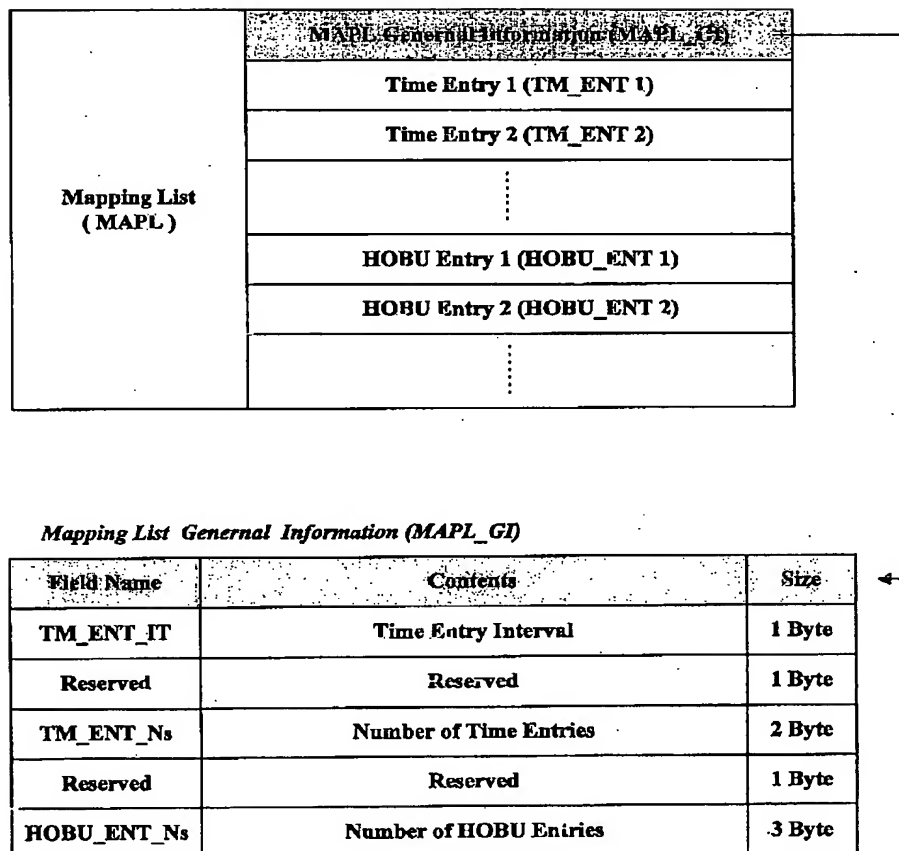 MAPL Genernal Information (MAPL_GI)
Time Entry 1 (TM_ENT 1)
Time Entry 2 (TM_ENT 2)
Mapping List
( MAPL )
HOBU Entry 1 (HOBU_ENT 1)
HOBU Entry 2 (HOBU_ENT 2)
Mapping List Genernal Information (MAPL_GI)
Field Name Contents Size
TM_ENT_IT Time Entry Interval 1 Byte
Reserved Reserved 1 Byte
TM_ENT_Ns Number of Time Entries 2 Byte
Reserved Reserved 1 Byte
HOBU_ENT_Ns Number of HOBU Entries 3 Byte